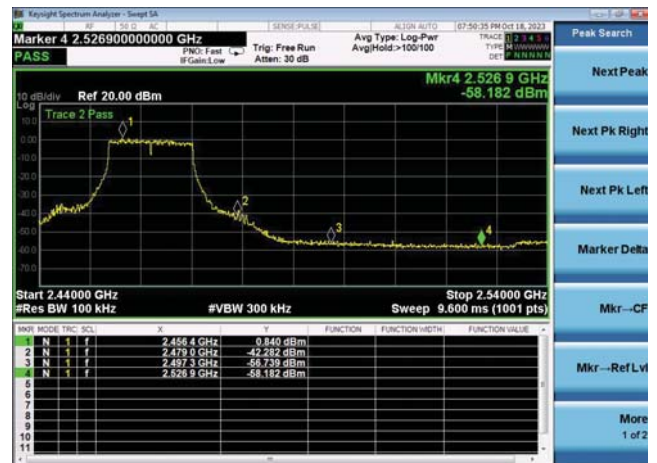 Keysight Spectrum Analyzer - Swept SA
RF 50 Ω AC SENSE:PULSE ALIGN AUTO 07:50:35 PM Oct 18, 2023
Marker 4 2.526900000000 GHz
PASS
PNO: Fast
IFGain:Low
Trig: Free Run
Atten: 30 dB
Avg Type: Log-Pwr
Avg|Hold:>100/100
TRACE 1 2 3 4 5 6
TYPE M WWWWW
DET P NNNNN
Mkr4 2.526 9 GHz
-58.182 dBm
10 dB/div Ref 20.00 dBm
Log
Trace 2 Pass
10.0
0.00
-10.0
-20.0
-30.0
-40.0
-50.0
-60.0
-70.0
1
2
3
4
Start 2.44000 GHz Stop 2.54000 GHz
#Res BW 100 kHz #VBW 300 kHz Sweep 9.600 ms (1001 pts)
MKR MODE TRC SCL X Y FUNCTION FUNCTION WIDTH FUNCTION VALUE
1 N 1 f 2.456 4 GHz 0.840 dBm
2 N 1 f 2.479 0 GHz -42.282 dBm
3 N 1 f 2.497 3 GHz -56.739 dBm
4 N 1 f 2.526 9 GHz -58.182 dBm
5
6
7
8
9
10
11
Peak Search
Next Peak
Next Pk Right
Next Pk Left
Marker Delta
Mkr→CF
Mkr→Ref Lvl
More
1 of 2